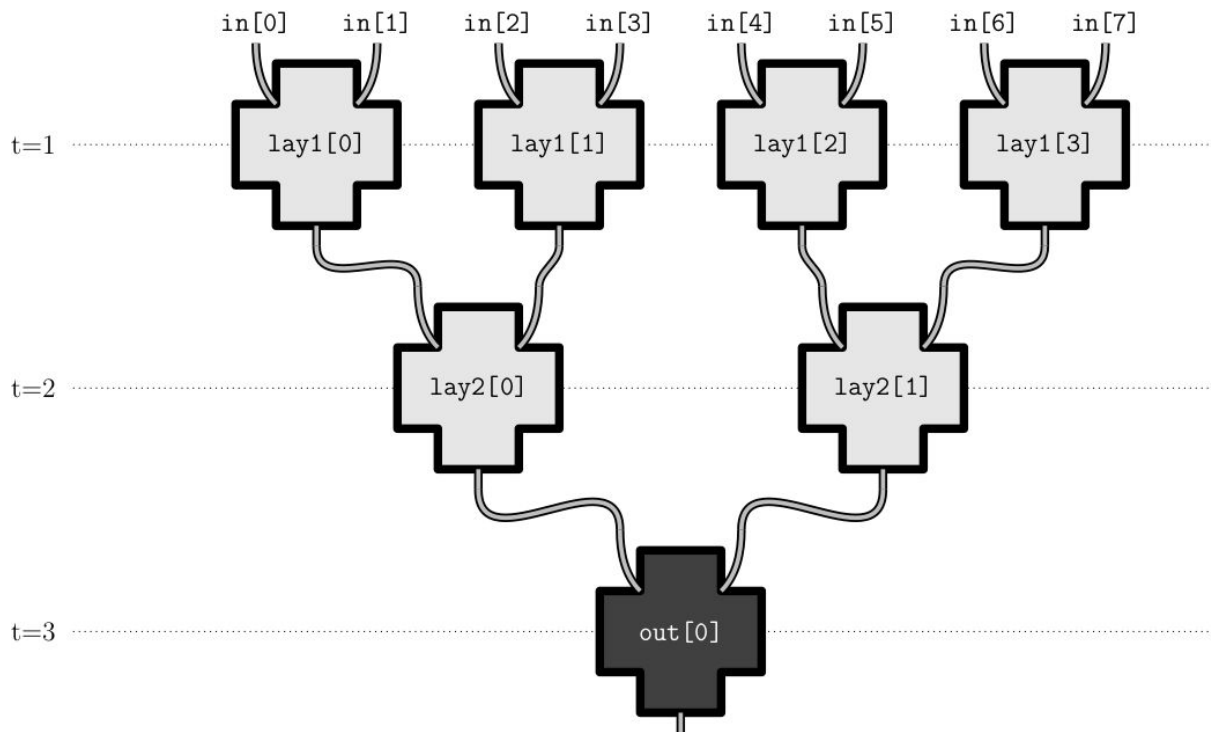 in[0] in[1] in[2] in[3] in[4] in[5] in[6] in[7]
t=1 lay1[0] lay1[1] lay1[2] lay1[3]
t=2 lay2[0] lay2[1]
t=3 out[0]